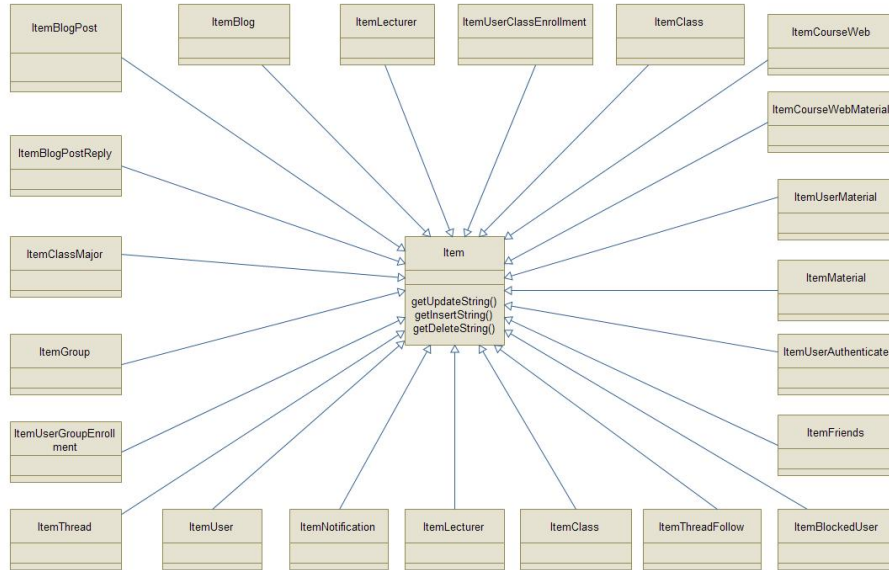 ItemBlogPost
ItemBlog
ItemLecturer
ItemUserClassEnrollment
ItemClass
ItemCourseWeb
ItemCourseWebMaterial
ItemBlogPostReply
ItemUserMaterial
ItemClassMajor
Item
getUpdateString()
getInsertString()
getDeleteString()
ItemMaterial
ItemGroup
ItemUserAuthenticate
ItemUserGroupEnroll
ment
ItemFriends
ItemThread
ItemUser
ItemNotification
ItemLecturer
ItemClass
ItemThreadFollow
ItemBlockedUser